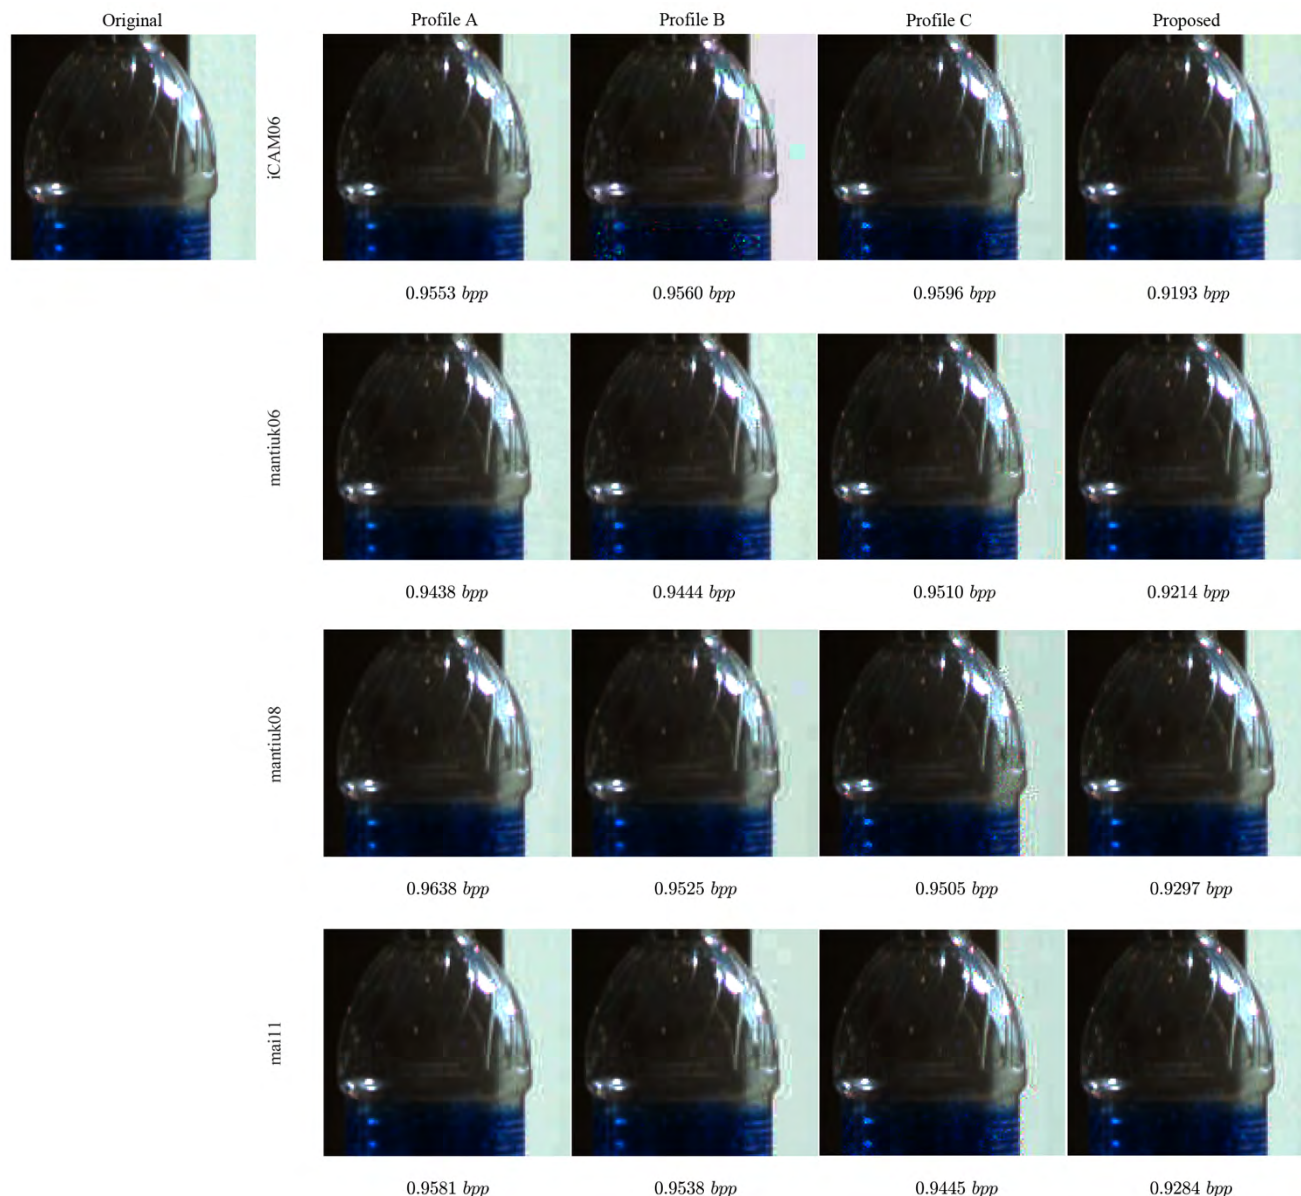 Original Profile A Profile B Profile C Proposed
iCAM06
0.9553 bpp 0.9560 bpp 0.9596 bpp 0.9193 bpp
mantiuk06
0.9438 bpp 0.9444 bpp 0.9510 bpp 0.9214 bpp
mantiuk08
0.9638 bpp 0.9525 bpp 0.9505 bpp 0.9297 bpp
mai11
0.9581 bpp 0.9538 bpp 0.9445 bpp 0.9284 bpp